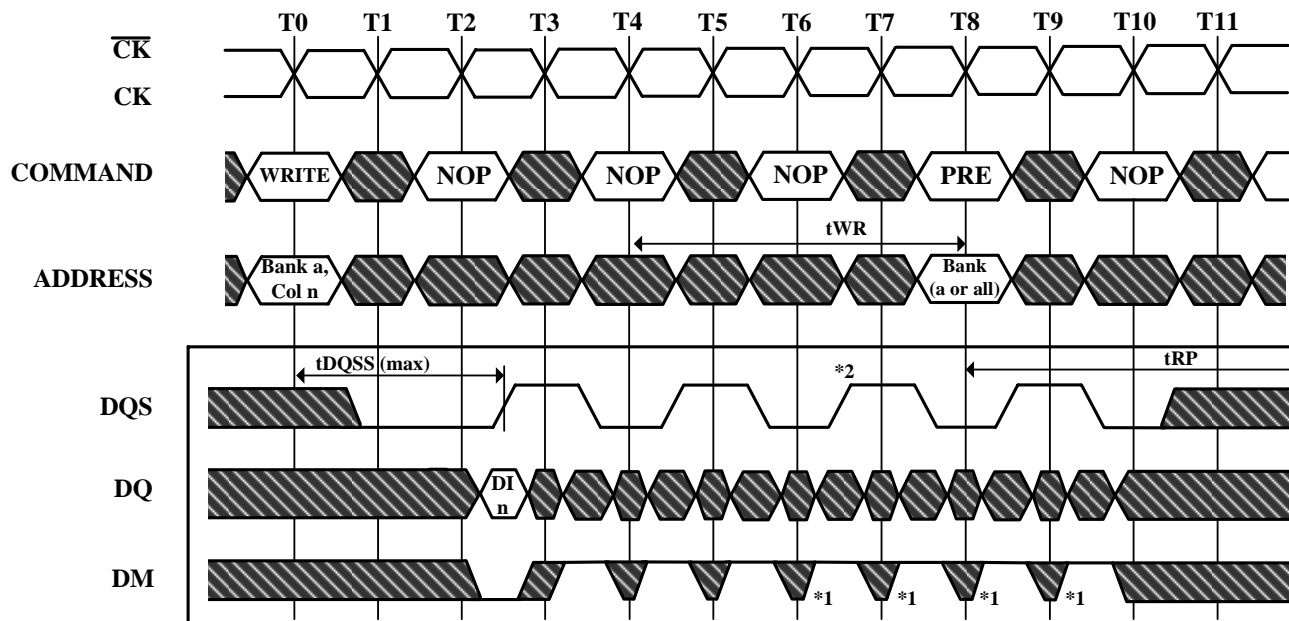 T0 T1 T2 T3 T4 T5 T6 T7 T8 T9 T10 T11
CK
CK
COMMAND WRITE NOP NOP NOP PRE NOP
tWR
ADDRESS Bank a, Col n Bank (a or all)
tDQSS (max) *2 tRP
DQS
DQ DI n
DM *1 *1 *1 *1